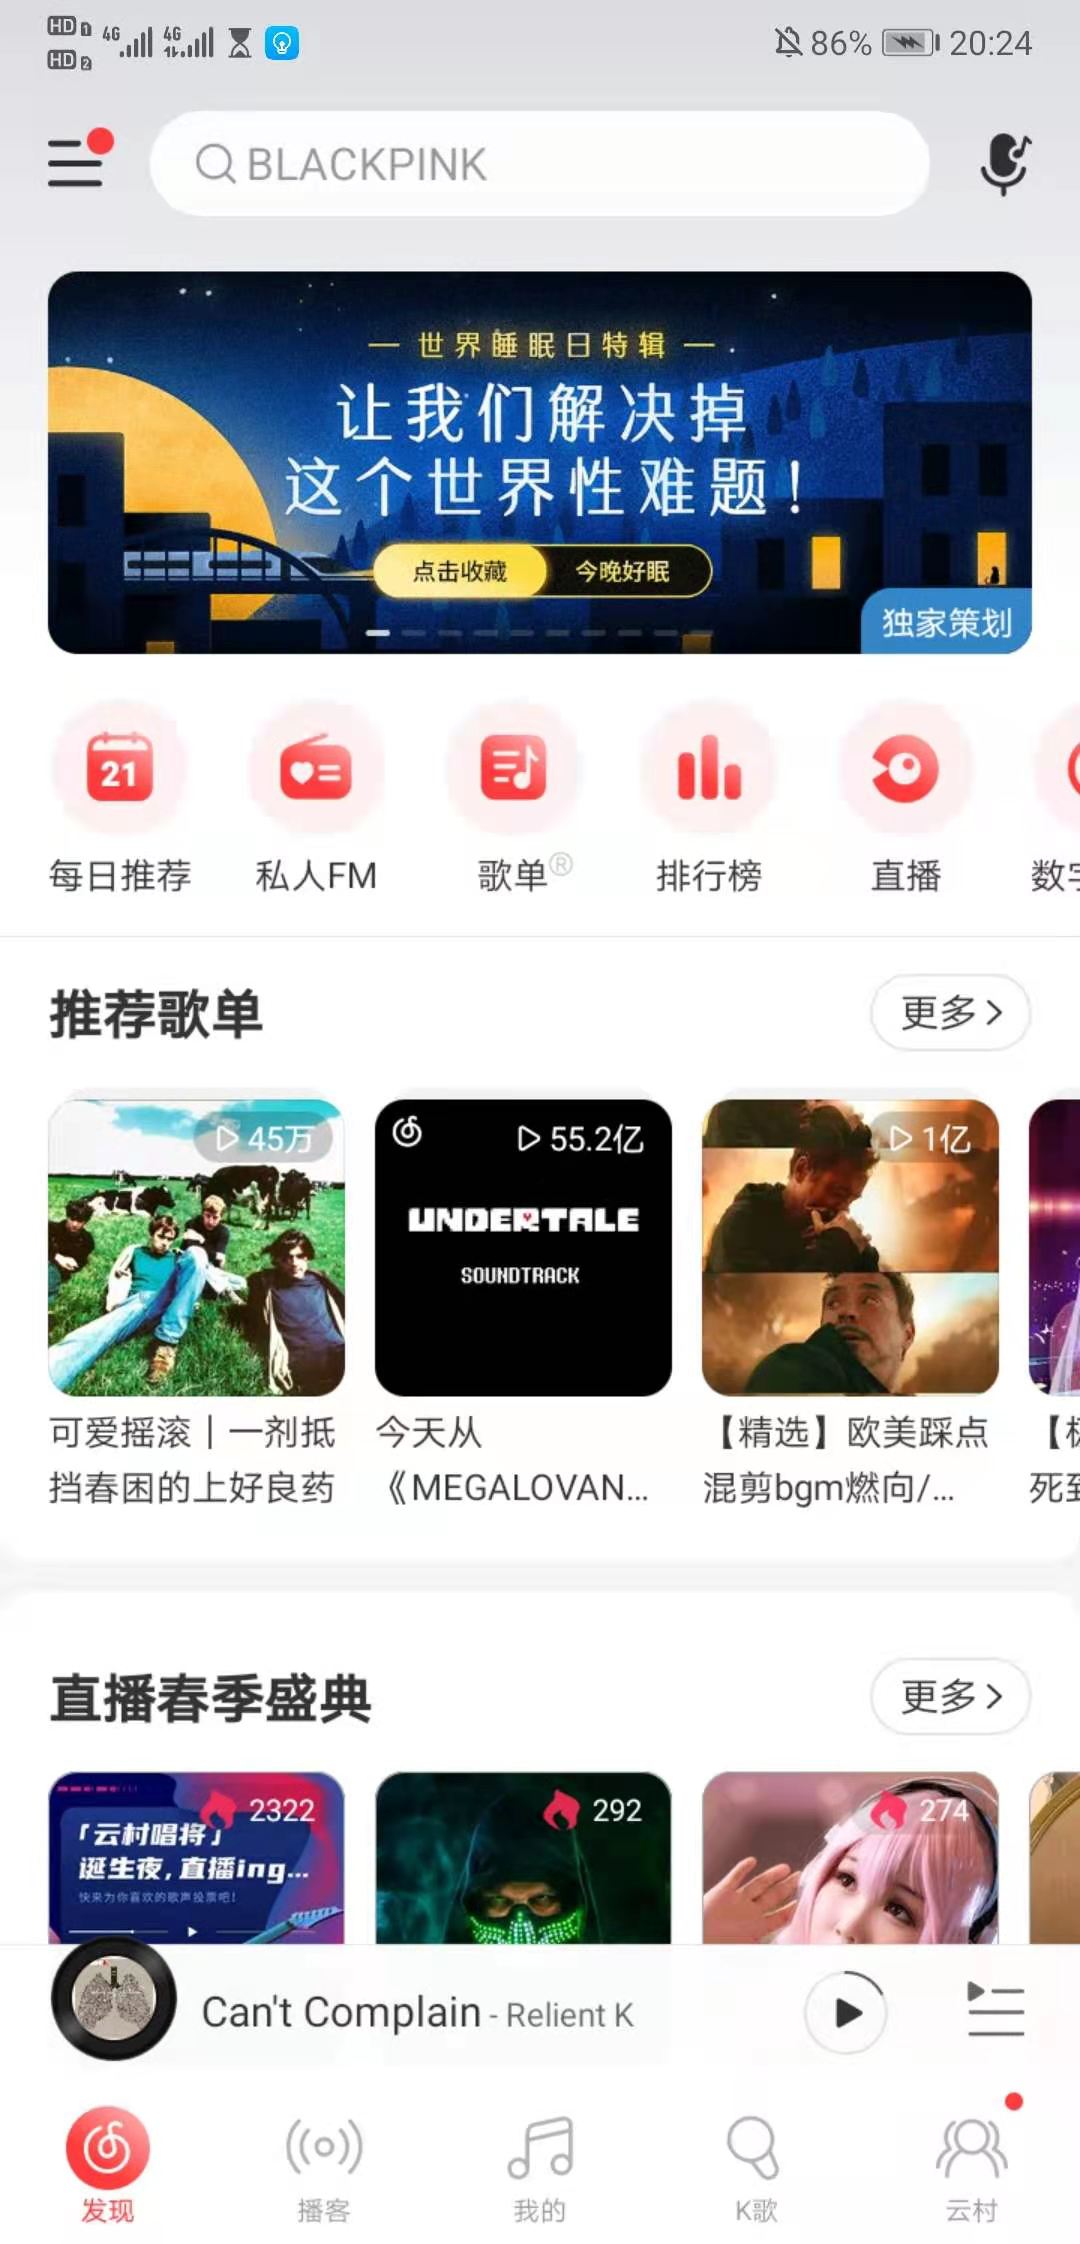 HD 1 4G 4G 86% 20:24
HD 2
BLACKPINK
世界睡眠日特辑
让我们解决掉
这个世界性难题！
点击收藏 今晚好眠
独家策划
21
每日推荐 私人FM 歌单® 排行榜 直播
推荐歌单 更多
45万 55.2亿 1亿
UNDERTALE
SOUNDTRACK
可爱摇滚｜一剂抵 今天从 【精选】欧美踩点
挡春困的上好良药 《MEGALOVAN... 混剪bgm燃向/... 死到
直播春季盛典 更多
2322 292 274
「云村唱将」
诞生夜，直播ing...
快来为你喜欢的歌声投票吧！
Can't Complain - Relient K
发现 播客 我的 K歌 云村